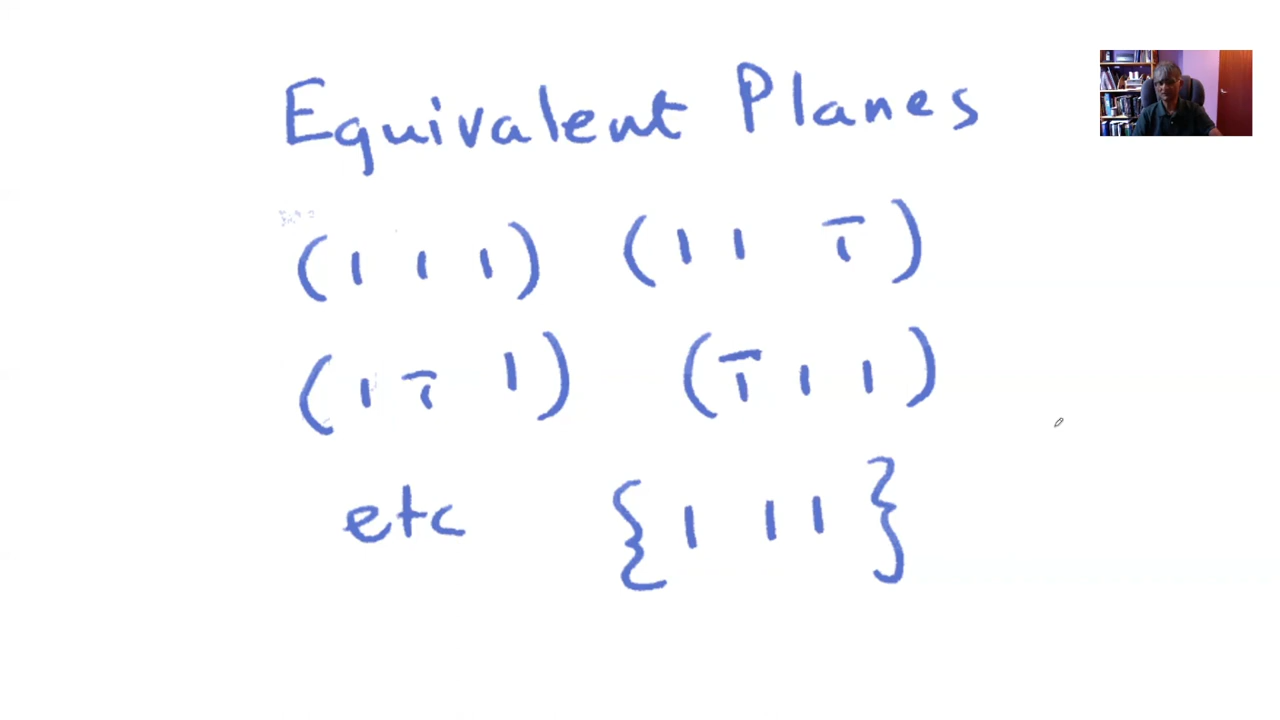 Equivalent Planes
(1 1 1) (1 1 1̅)
(1 1̅ 1) (1̅ 1 1)
etc {1 1 1}